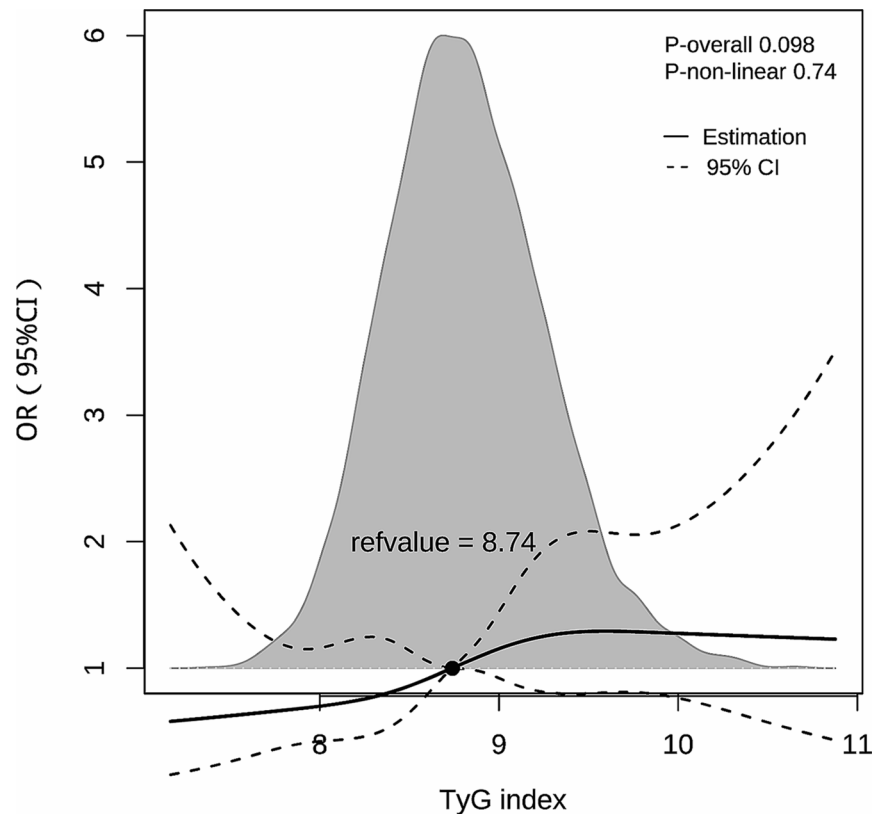 P-overall 0.098
P-non-linear 0.74
Estimation
95% CI
6
5
4
3
2
1
OR ( 95%CI )
refvalue = 8.74
8
9
10
11
TyG index